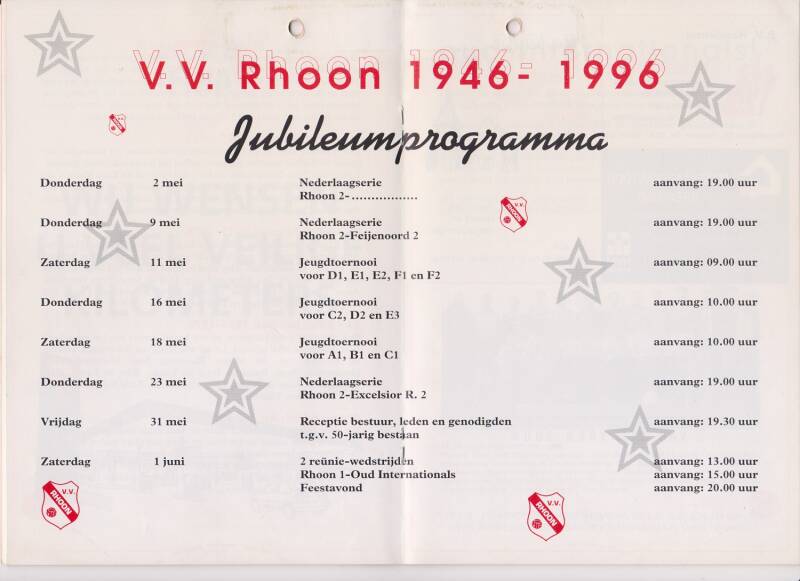 V.V. Rhoon 1946- 1996
Jubileumprogramma
Donderdag 2 mei Nederlaagserie aanvang: 19.00 uur
Rhoon 2- .................
Donderdag 9 mei Nederlaagserie aanvang: 19.00 uur
Rhoon 2-Feijenoord 2
Zaterdag 11 mei Jeugdtoernooi aanvang: 09.00 uur
voor D1, E1, E2, F1 en F2
Donderdag 16 mei Jeugdtoernooi aanvang: 10.00 uur
voor C2, D2 en E3
Zaterdag 18 mei Jeugdtoernooi aanvang: 10.00 uur
voor A1, B1 en C1
Donderdag 23 mei Nederlaagserie aanvang: 19.00 uur
Rhoon 2-Excelsior R. 2
Vrijdag 31 mei Receptie bestuur, leden en genodigden aanvang: 19.30 uur
t.g.v. 50-jarig bestaan
Zaterdag 1 juni 2 reünie-wedstrijden aanvang: 13.00 uur
Rhoon 1-Oud Internationals aanvang: 15.00 uur
Feestavond aanvang: 20.00 uur
V.V.
RHOON
V.V.
RHOON
V.V.
RHOON